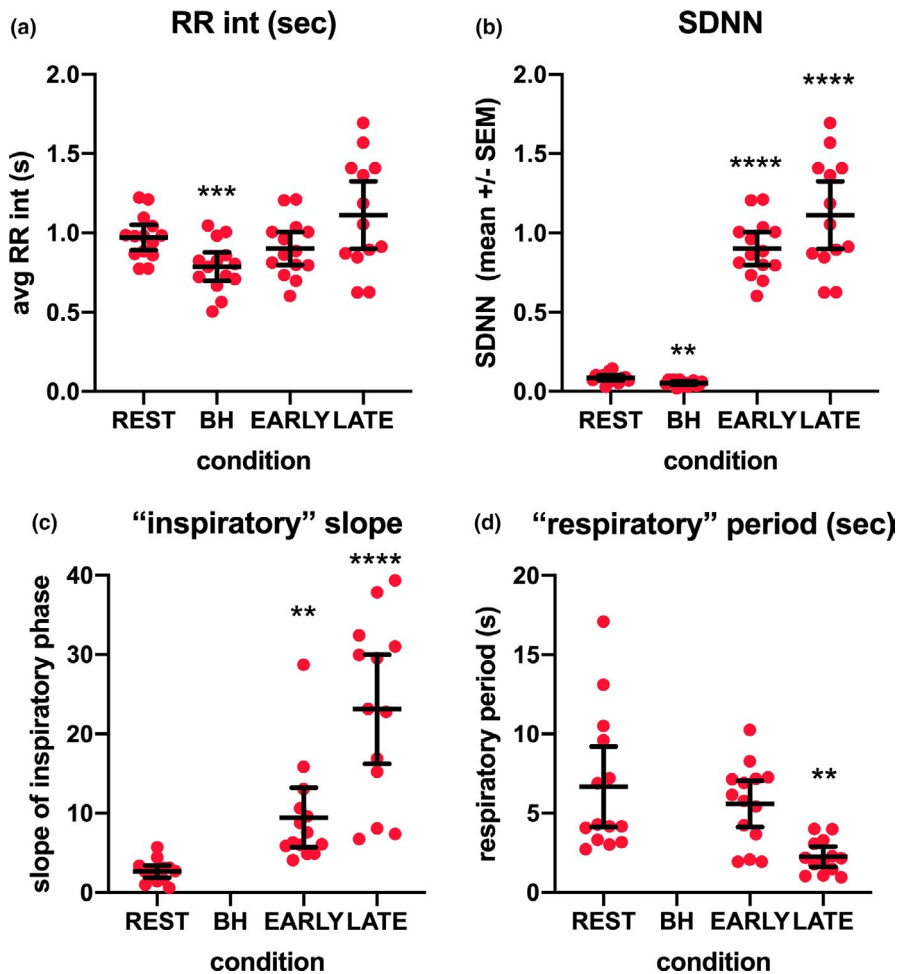 (a) RR int (sec)
avg RR int (s)
2.0
1.5
1.0
0.5
0.0
***
REST BH EARLY LATE
condition
(b) SDNN
SDNN (mean +/- SEM)
2.0
1.5
1.0
0.5
0.0
**
****
****
REST BH EARLY LATE
condition
(c) “inspiratory” slope
slope of inspiratory phase
40
30
20
10
0
**
****
REST BH EARLY LATE
condition
(d) “respiratory” period (sec)
respiratory period (s)
20
15
10
5
0
**
REST BH EARLY LATE
condition